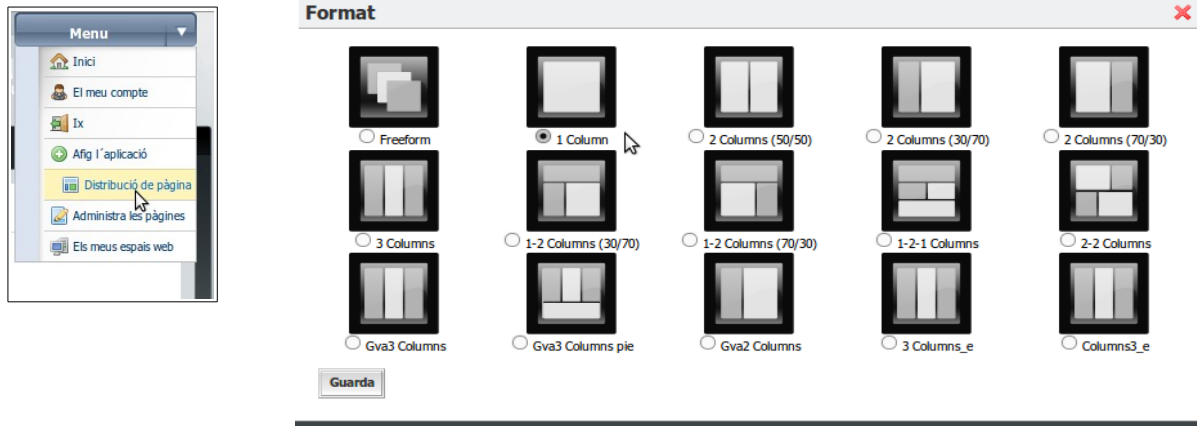 Menu
Inici
El meu compte
Ix
Afig l´aplicació
Distribució de pàgina
Administra les pàgines
Els meus espais web
Format
Freeform
1 Column
2 Columns (50/50)
2 Columns (30/70)
2 Columns (70/30)
3 Columns
1-2 Columns (30/70)
1-2 Columns (70/30)
1-2-1 Columns
2-2 Columns
Gva3 Columns
Gva3 Columns pie
Gva2 Columns
3 Columns_e
Columns3_e
Guarda